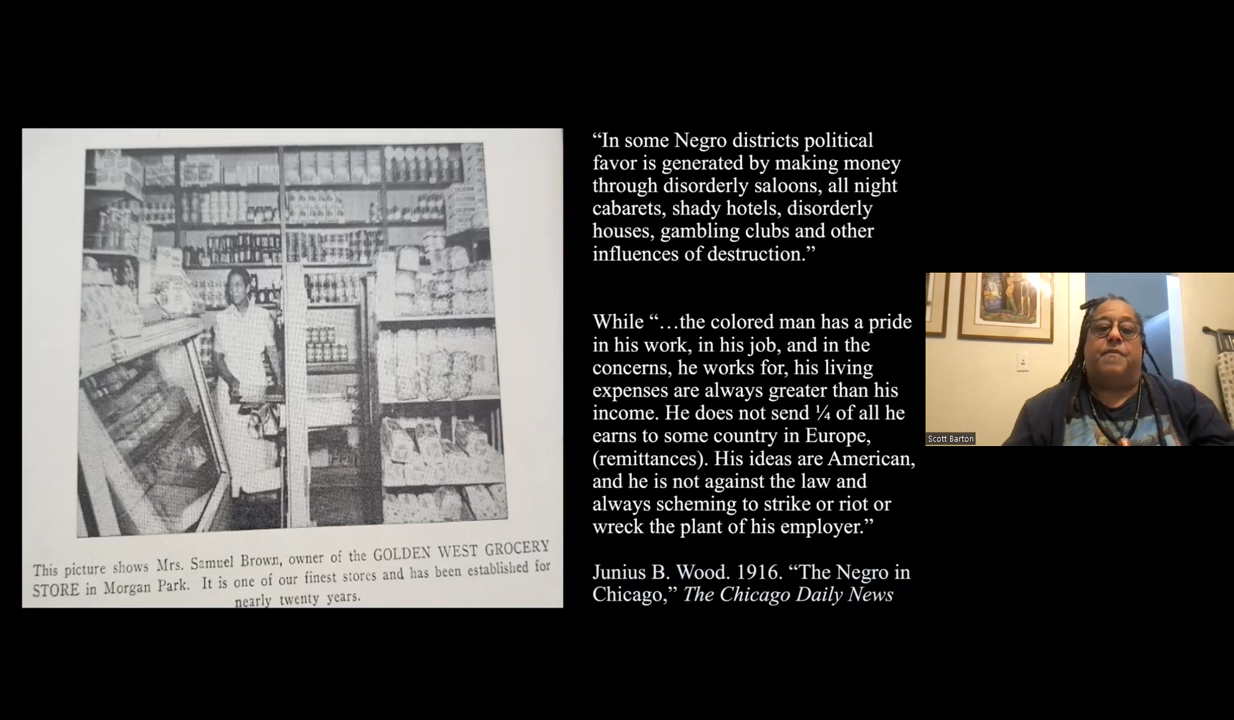 This picture shows Mrs. Samuel Brown, owner of the GOLDEN WEST GROCERY
STORE in Morgan Park. It is one of our finest stores and has been established for
nearly twenty years.
“In some Negro districts political
favor is generated by making money
through disorderly saloons, all night
cabarets, shady hotels, disorderly
houses, gambling clubs and other
influences of destruction.”
While “…the colored man has a pride
in his work, in his job, and in the
concerns, he works for, his living
expenses are always greater than his
income. He does not send ¼ of all he
earns to some country in Europe,
(remittances). His ideas are American,
and he is not against the law and
always scheming to strike or riot or
wreck the plant of his employer.”
Junius B. Wood. 1916. “The Negro in
Chicago,” The Chicago Daily News
Scott Barton